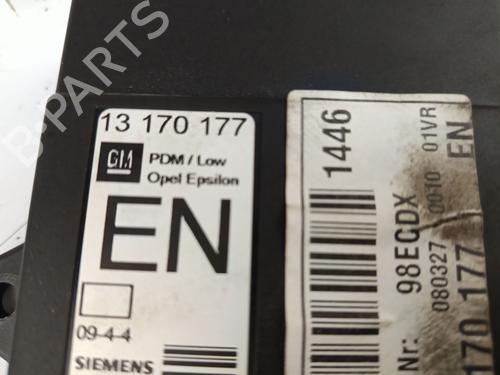 13 170 177
GM PDM / Low
Opel Epsilon
EN
09-4-4
SIEMENS
1446
98ECDX
01VR
Nr:
080327
0010
170 177 EN